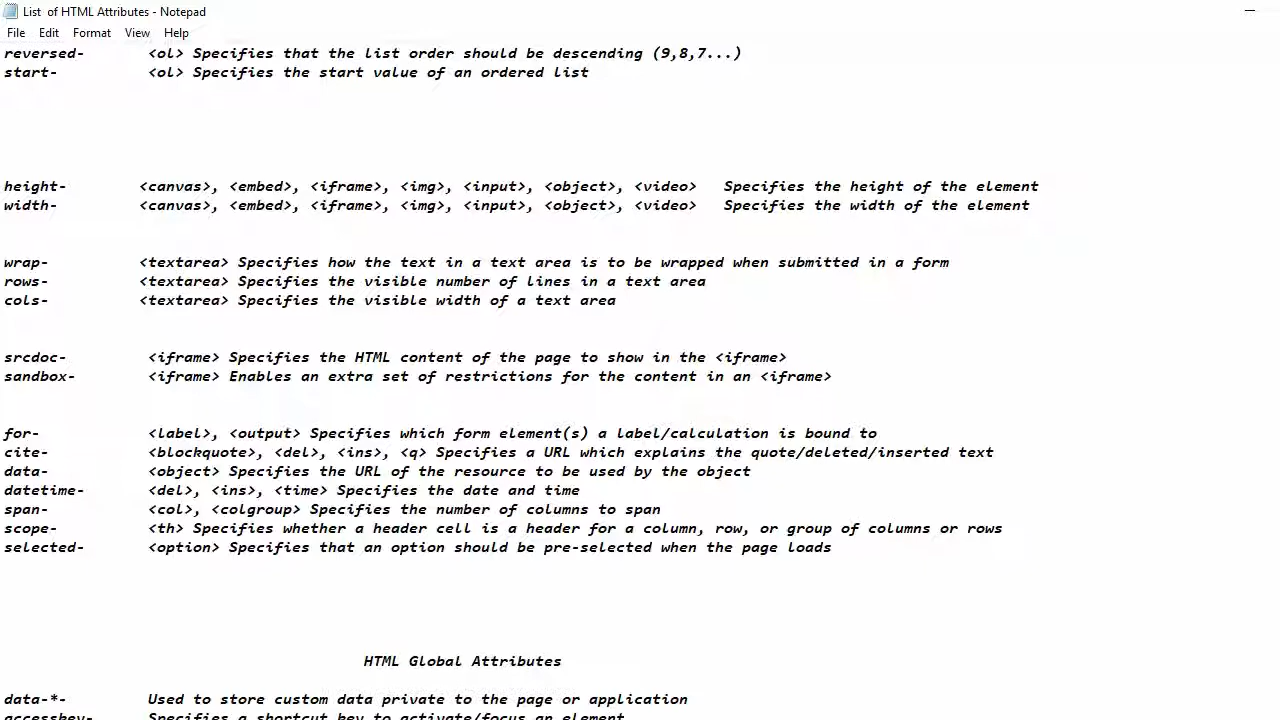 List of HTML Attributes - Notepad
File Edit Format View Help
reversed- <ol> Specifies that the list order should be descending (9,8,7...)
start- <ol> Specifies the start value of an ordered list
height- <canvas>, <embed>, <iframe>, <img>, <input>, <object>, <video> Specifies the height of the element
width- <canvas>, <embed>, <iframe>, <img>, <input>, <object>, <video> Specifies the width of the element
wrap- <textarea> Specifies how the text in a text area is to be wrapped when submitted in a form
rows- <textarea> Specifies the visible number of lines in a text area
cols- <textarea> Specifies the visible width of a text area
srcdoc- <iframe> Specifies the HTML content of the page to show in the <iframe>
sandbox- <iframe> Enables an extra set of restrictions for the content in an <iframe>
for- <label>, <output> Specifies which form element(s) a label/calculation is bound to
cite- <blockquote>, <del>, <ins>, <q> Specifies a URL which explains the quote/deleted/inserted text
data- <object> Specifies the URL of the resource to be used by the object
datetime- <del>, <ins>, <time> Specifies the date and time
span- <col>, <colgroup> Specifies the number of columns to span
scope- <th> Specifies whether a header cell is a header for a column, row, or group of columns or rows
selected- <option> Specifies that an option should be pre-selected when the page loads
HTML Global Attributes
data-*- Used to store custom data private to the page or application
accesskey- Specifies a shortcut key to activate/focus an element